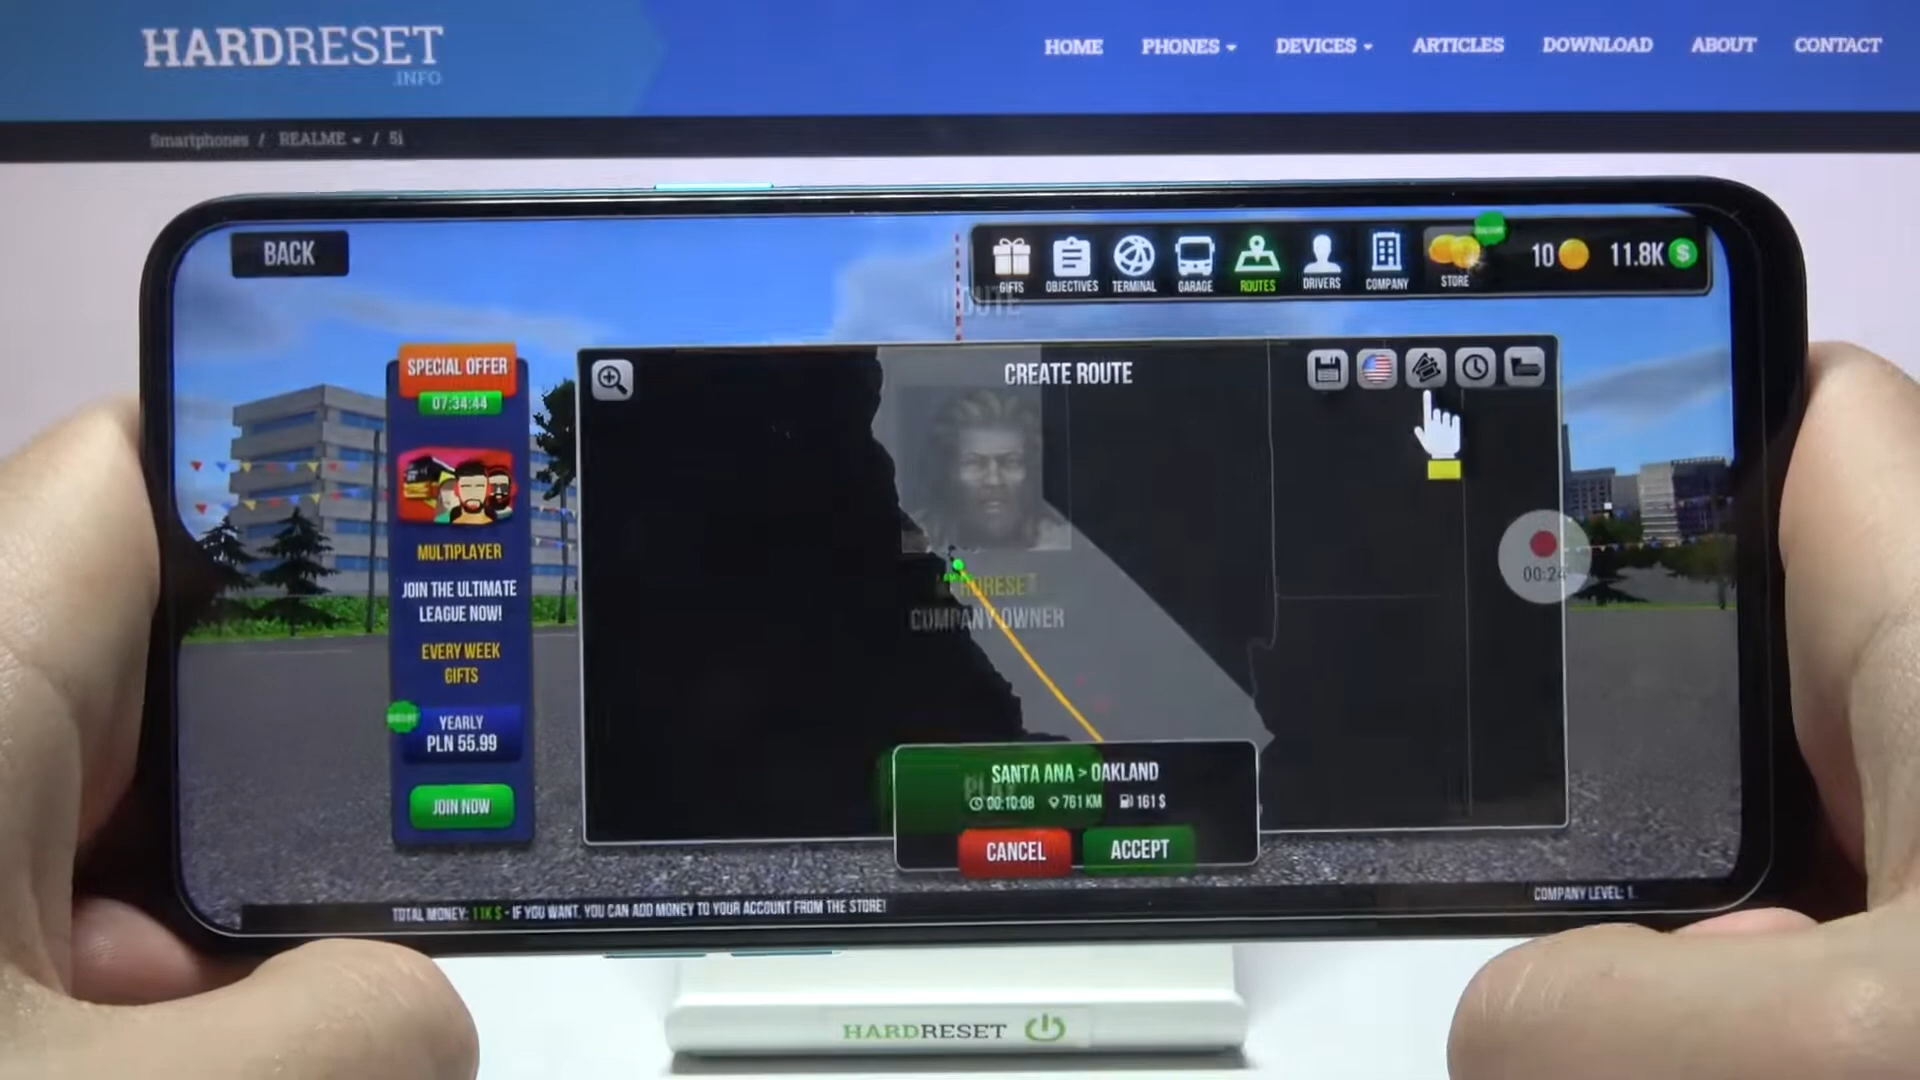 HARDRESET
.INFO
HOME PHONES DEVICES ARTICLES DOWNLOAD ABOUT CONTACT
Smartphones / REALME / 5i
BACK
GIFTS OBJECTIVES TERMINAL GARAGE ROUTES DRIVERS COMPANY STORE
10 11.8K $
SPECIAL OFFER
07:34:44
MULTIPLAYER
JOIN THE ULTIMATE
LEAGUE NOW!
EVERY WEEK
GIFTS
YEARLY
PLN 55.99
JOIN NOW
CREATE ROUTE
COMPANY OWNER
00:24
SANTA ANA > OAKLAND
00:10:08 761 KM 161 $
CANCEL ACCEPT
TOTAL MONEY: 11K $ - IF YOU WANT, YOU CAN ADD MONEY TO YOUR ACCOUNT FROM THE STORE!
COMPANY LEVEL: 1
HARDRESET